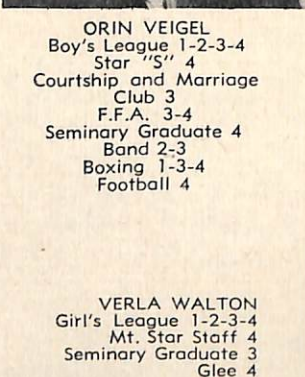 ORIN VEIGEL
Boy's League 1-2-3-4
Star "S" 4
Courtship and Marriage
Club 3
F.F.A. 3-4
Seminary Graduate 4
Band 2-3
Boxing 1-3-4
Football 4
VERLA WALTON
Girl's League 1-2-3-4
Mt. Star Staff 4
Seminary Graduate 3
Glee 4